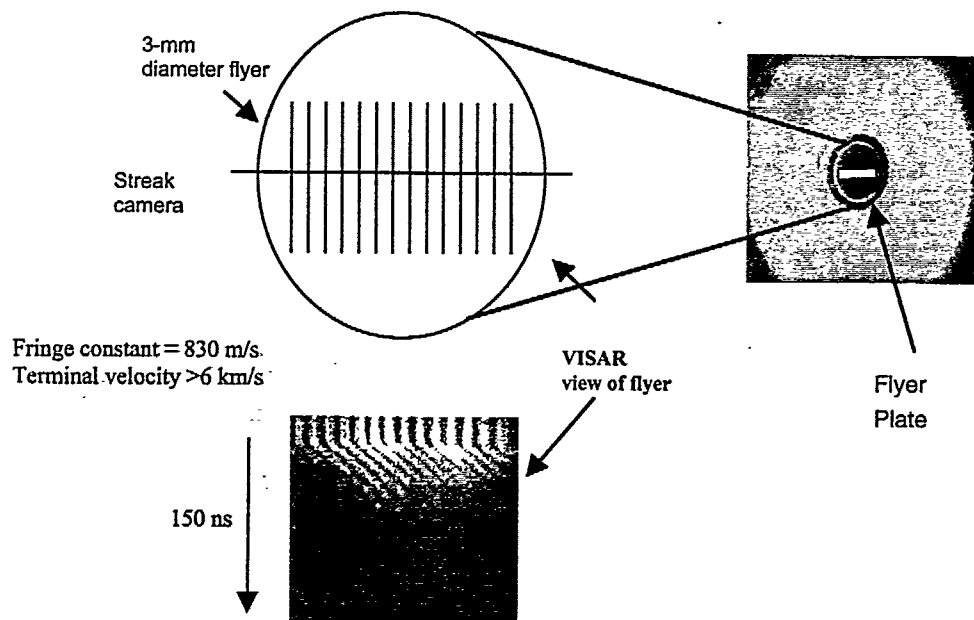 3-mm
diameter flyer
Streak
camera
Fringe constant = 830 m/s.
Terminal velocity >6 km/s
VISAR
view of flyer
Flyer
Plate
150 ns